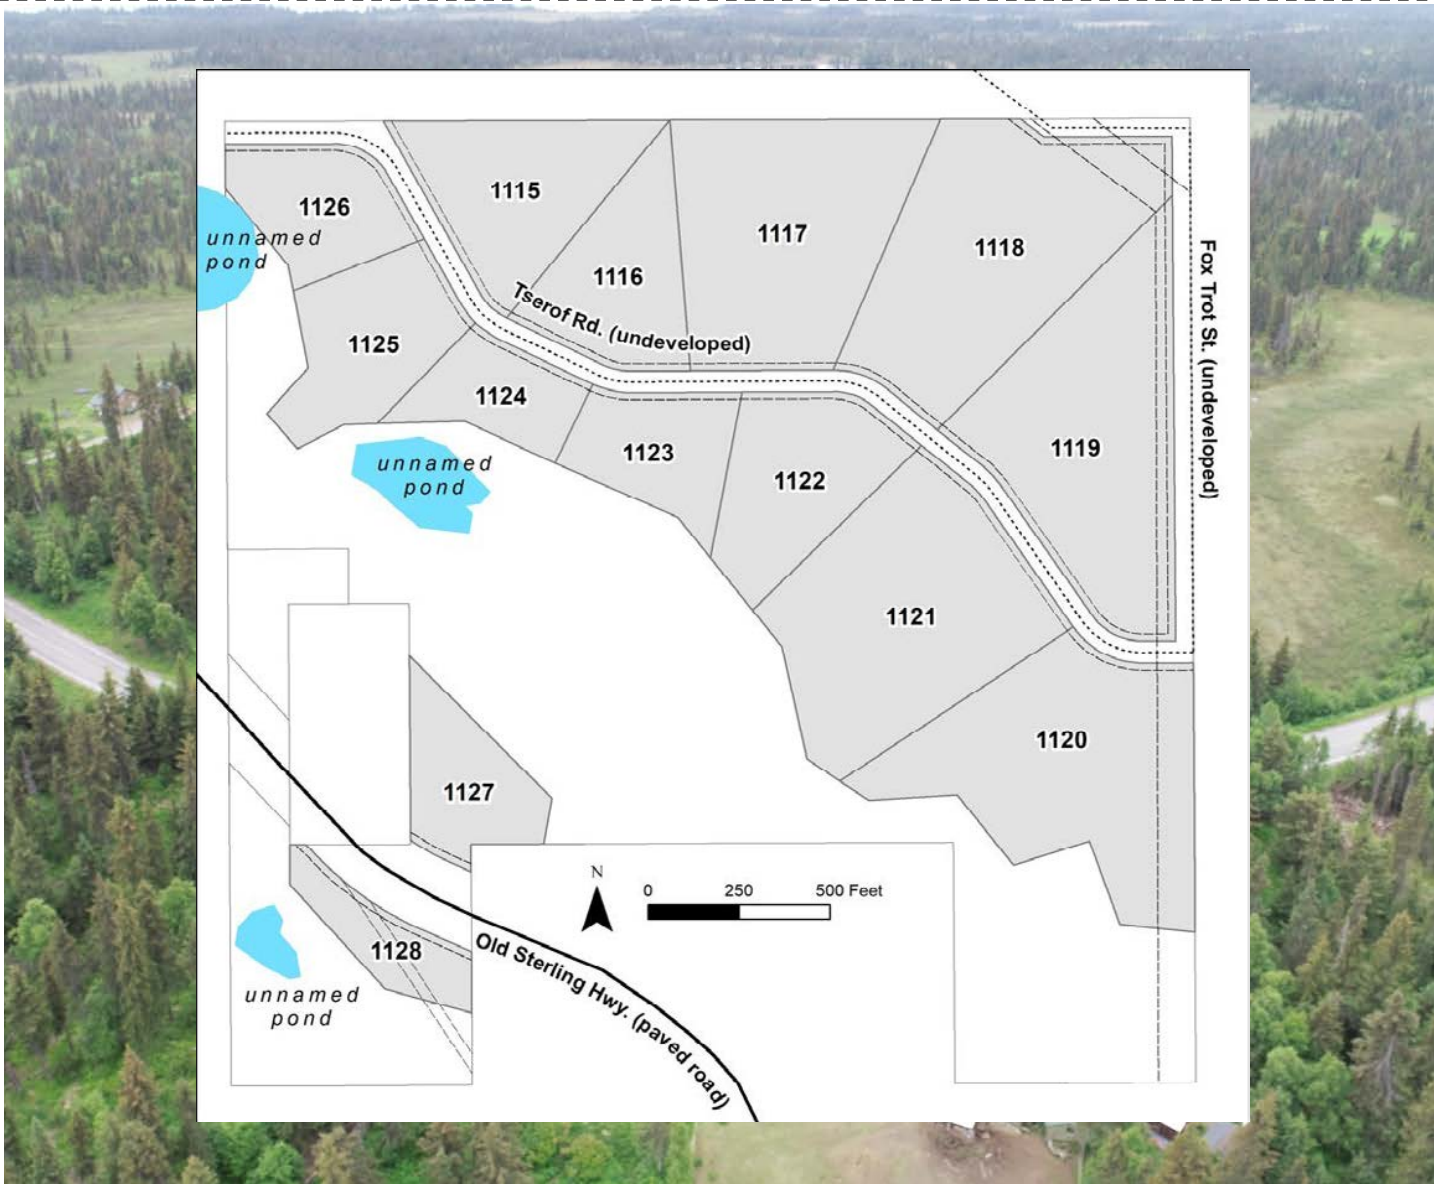 1115
1126
unnamed
pond
1117
1118
1116
Tserof Rd. (undeveloped)
Fox Trot St. (undeveloped)
1125
1124
1123
1119
unnamed
pond
1122
1121
1120
1127
N
0 250 500 Feet
1128
Old Sterling Hwy. (paved road)
unnamed
pond